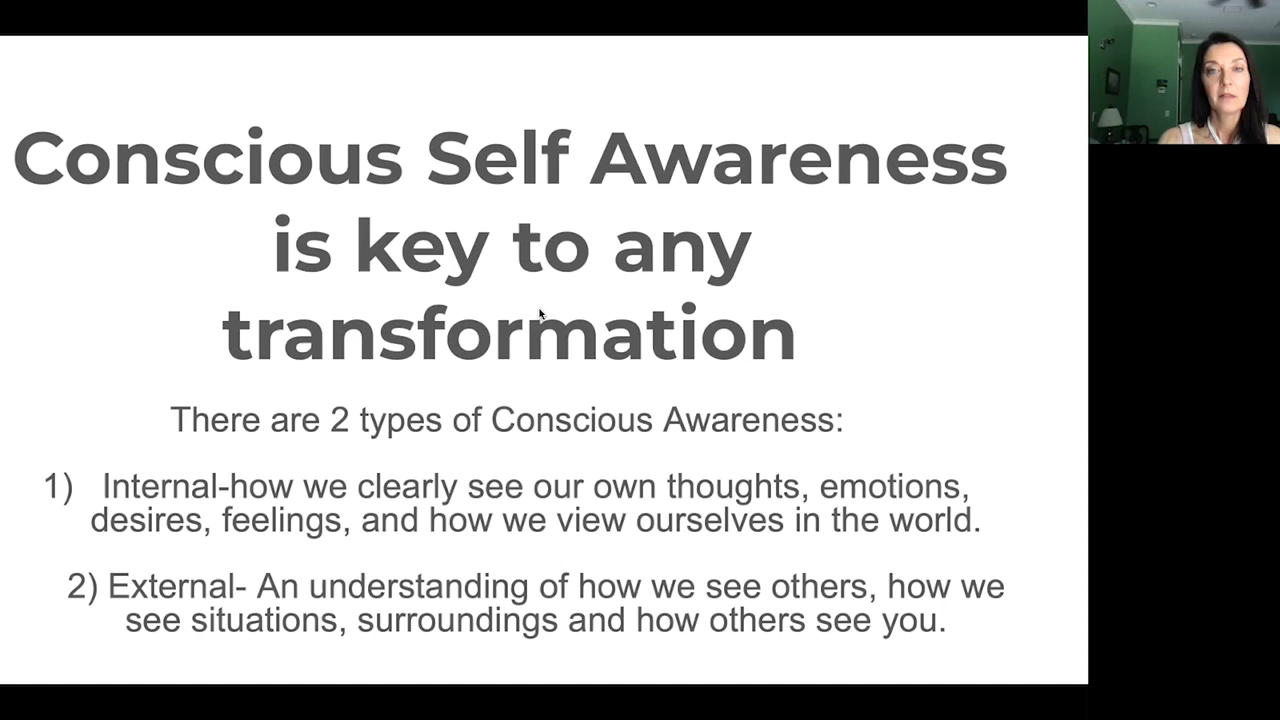 Conscious Self Awareness
is key to any
transformation
There are 2 types of Conscious Awareness:
1) Internal-how we clearly see our own thoughts, emotions,
desires, feelings, and how we view ourselves in the world.
2) External- An understanding of how we see others, how we
see situations, surroundings and how others see you.